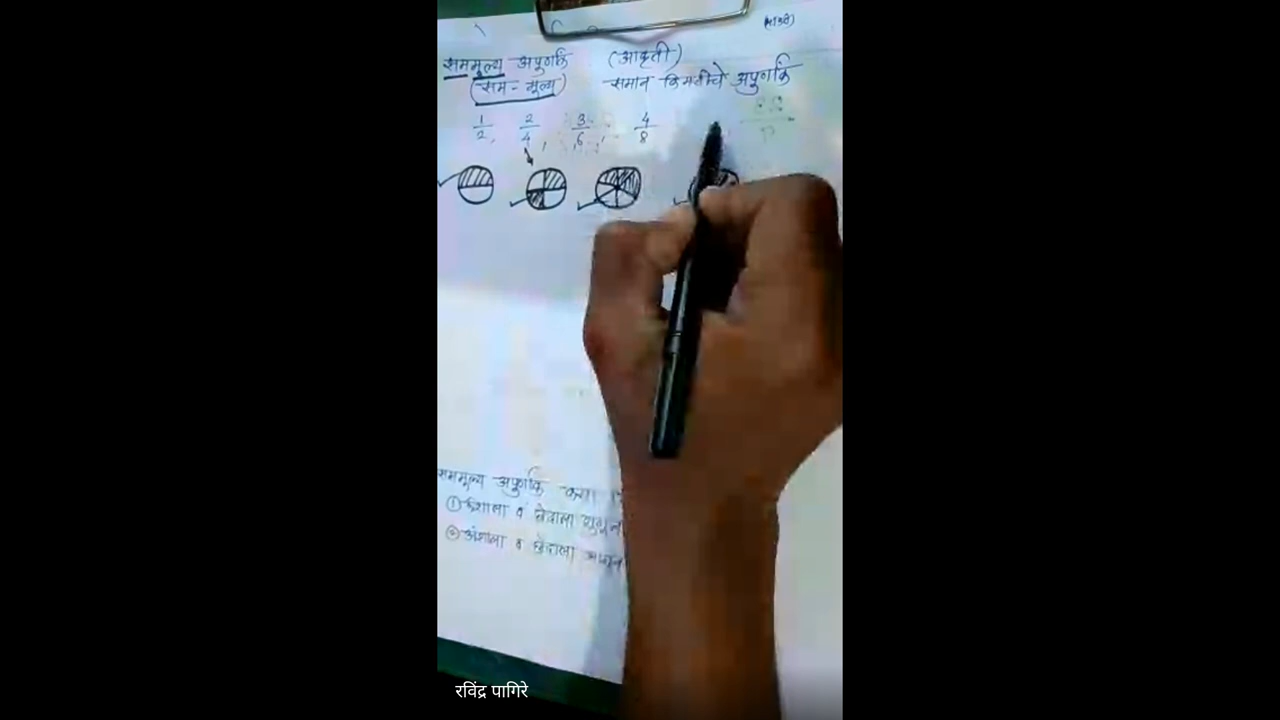 सममूल्य अपूर्णांक (आकृती)
(सम - मूल्य) समान किंमतीचे अपूर्णांक
1/2, 2/4, 3/6, 4/8
सममूल्य अपूर्णांक कसा
① अंशाला व छेदाला गुणून
② अंशाला व छेदाला भागून
रविंद्र पागिरे